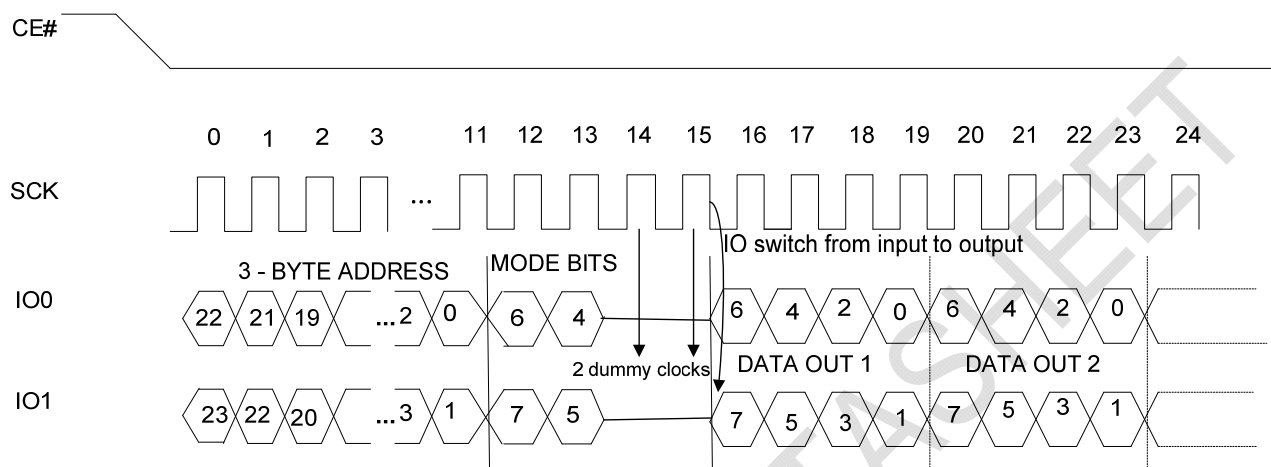 CE#
0 1 2 3 11 12 13 14 15 16 17 18 19 20 21 22 23 24
SCK ...
IO switch from input to output
3 - BYTE ADDRESS MODE BITS
IO0 22 21 19 ...2 0 6 4 6 4 2 0 6 4 2 0
2 dummy clocks DATA OUT 1 DATA OUT 2
IO1 23 22 20 ...3 1 7 5 7 5 3 1 7 5 3 1